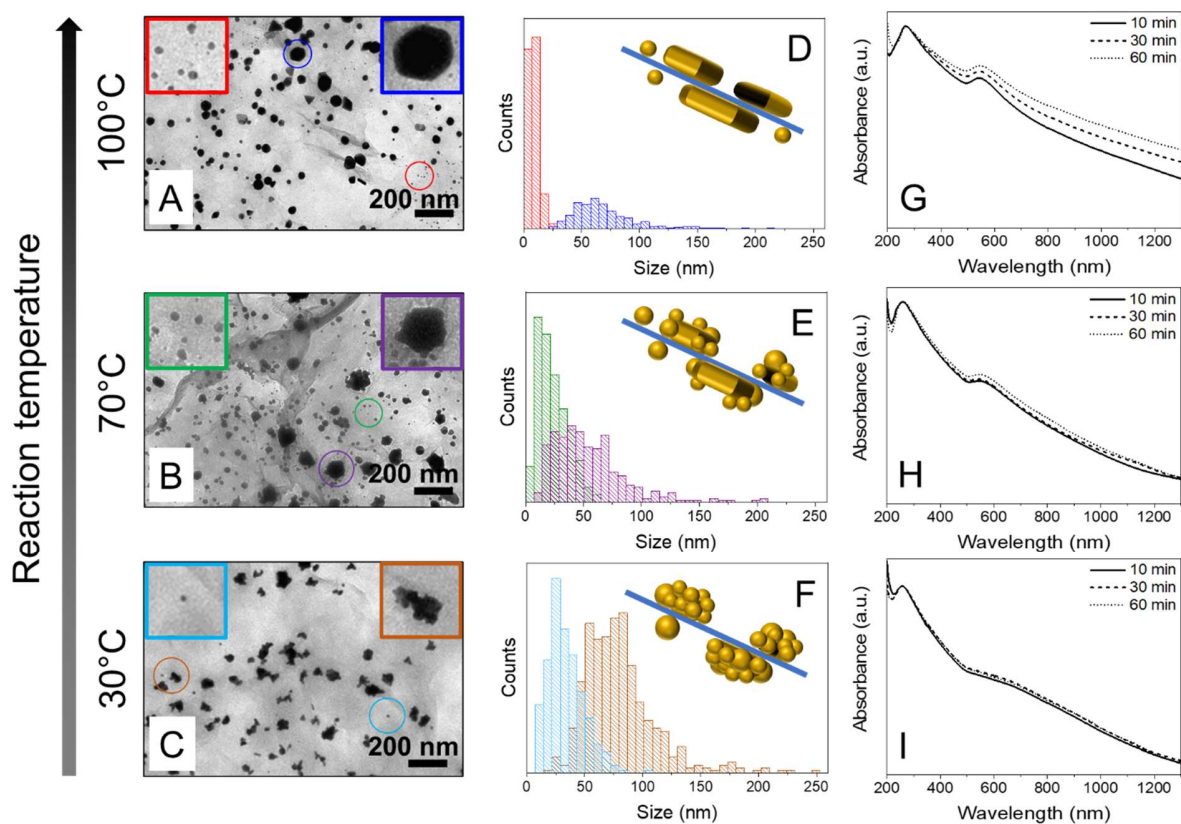 Reaction temperature
100°C
A
200 nm
Counts
D
0 50 100 150 200 250
Size (nm)
Absorbance (a.u.)
10 min
30 min
60 min
G
200 400 600 800 1000 1200
Wavelength (nm)
70°C
B
200 nm
Counts
E
0 50 100 150 200 250
Size (nm)
Absorbance (a.u.)
10 min
30 min
60 min
H
200 400 600 800 1000 1200
Wavelength (nm)
30°C
C
200 nm
Counts
F
0 50 100 150 200 250
Size (nm)
Absorbance (a.u.)
10 min
30 min
60 min
I
200 400 600 800 1000 1200
Wavelength (nm)